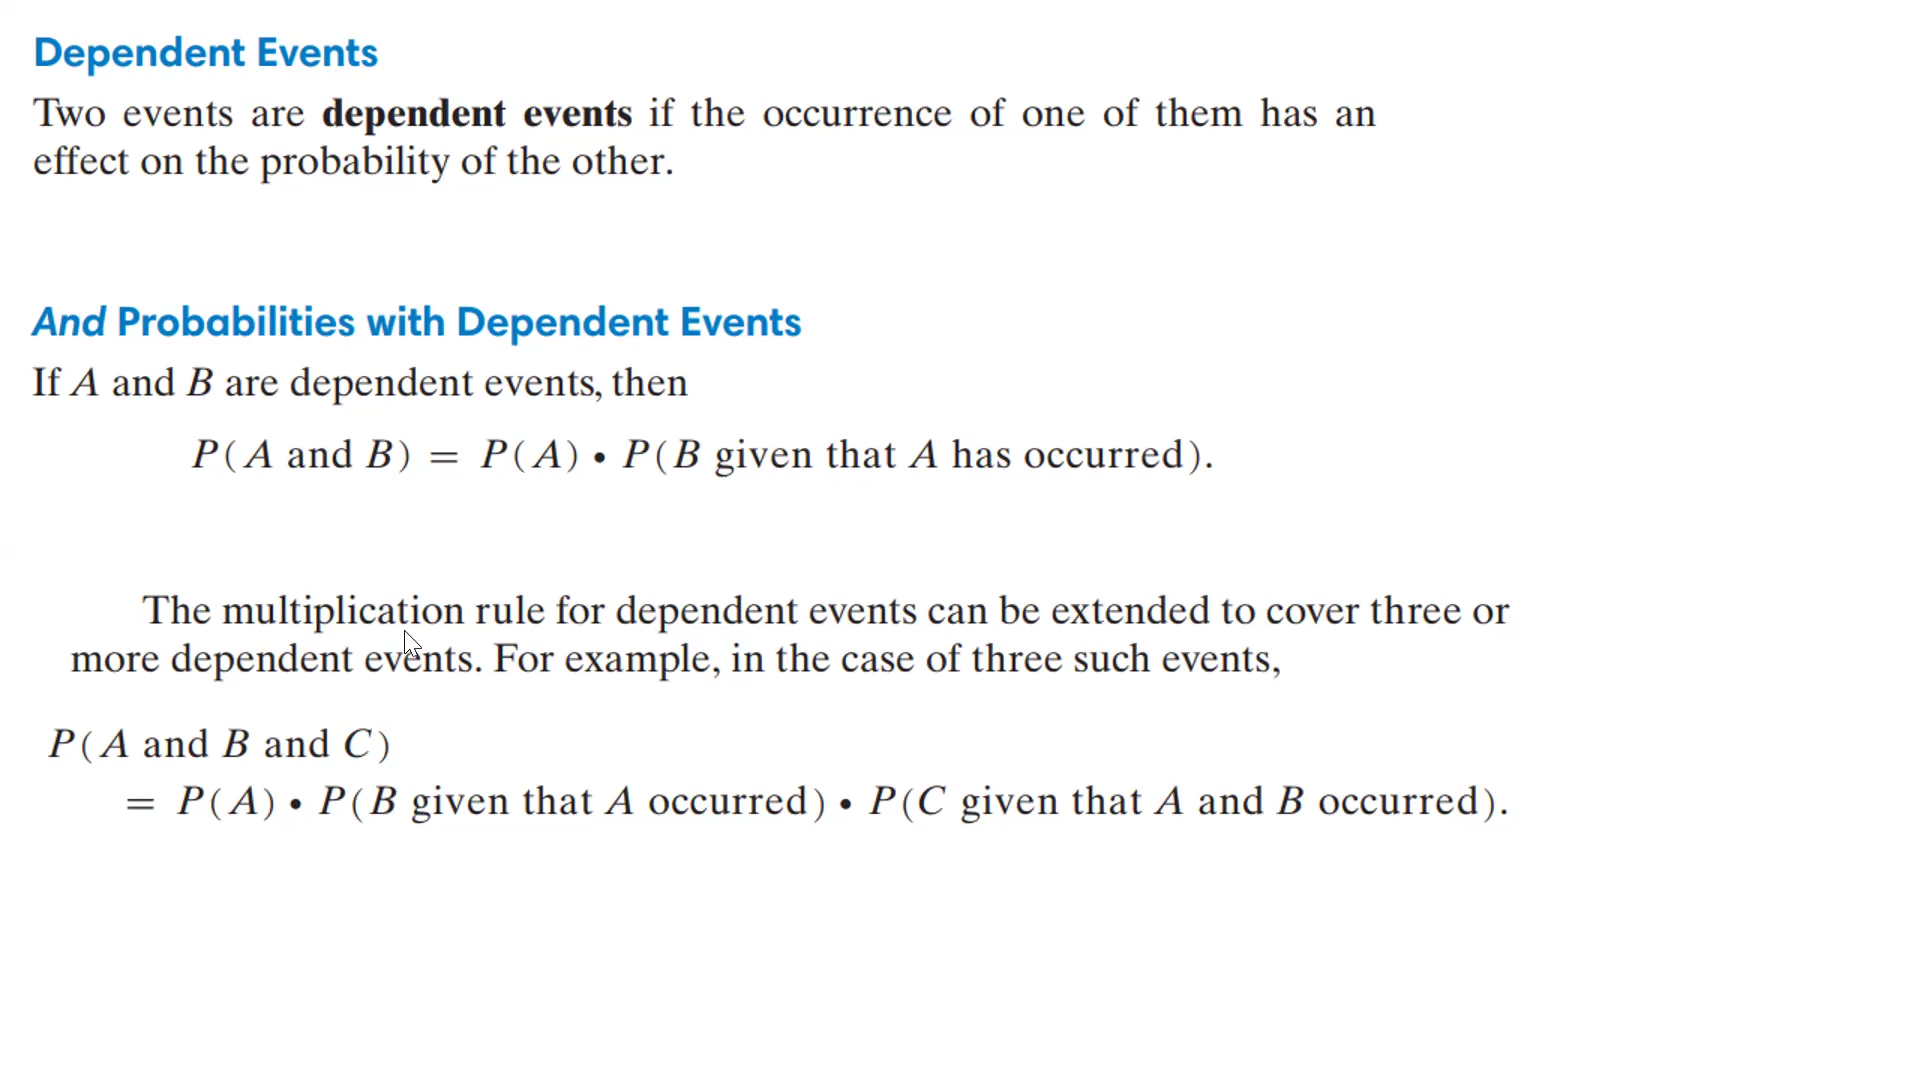 Dependent Events
Two events are dependent events if the occurrence of one of them has an
effect on the probability of the other.
And Probabilities with Dependent Events
If A and B are dependent events, then
P(A and B) = P(A) • P(B given that A has occurred).
The multiplication rule for dependent events can be extended to cover three or
more dependent events. For example, in the case of three such events,
P(A and B and C)
= P(A) • P(B given that A occurred) • P(C given that A and B occurred).